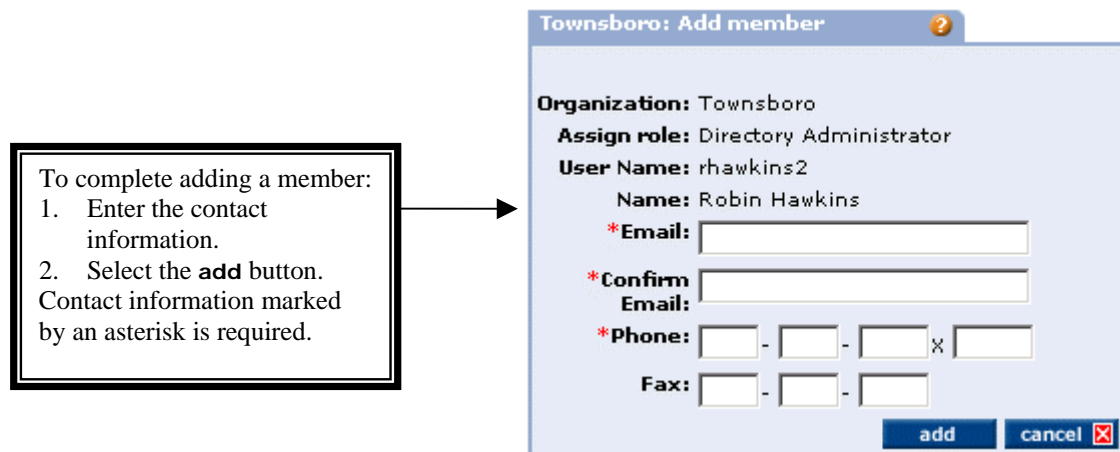 Townsboro: Add member ?
Organization: Townsboro
Assign role: Directory Administrator
User Name: rhawkins2
Name: Robin Hawkins
*Email:
*Confirm
Email:
*Phone: - - x
Fax: - -
add cancel
To complete adding a member:
1. Enter the contact
information.
2. Select the add button.
Contact information marked
by an asterisk is required.